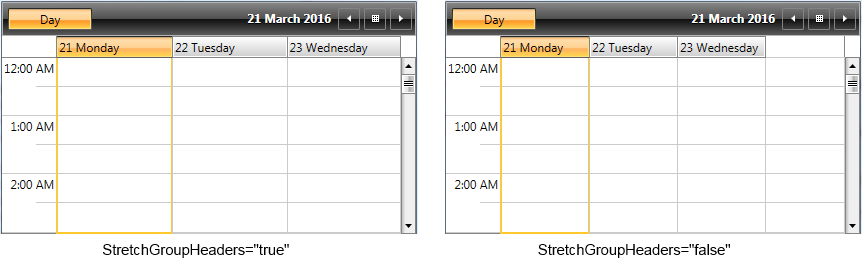 Day 21 March 2016
21 Monday 22 Tuesday 23 Wednesday
12:00 AM
1:00 AM
2:00 AM
StretchGroupHeaders="true"
Day 21 March 2016
21 Monday 22 Tuesday 23 Wednesday
12:00 AM
1:00 AM
2:00 AM
StretchGroupHeaders="false"